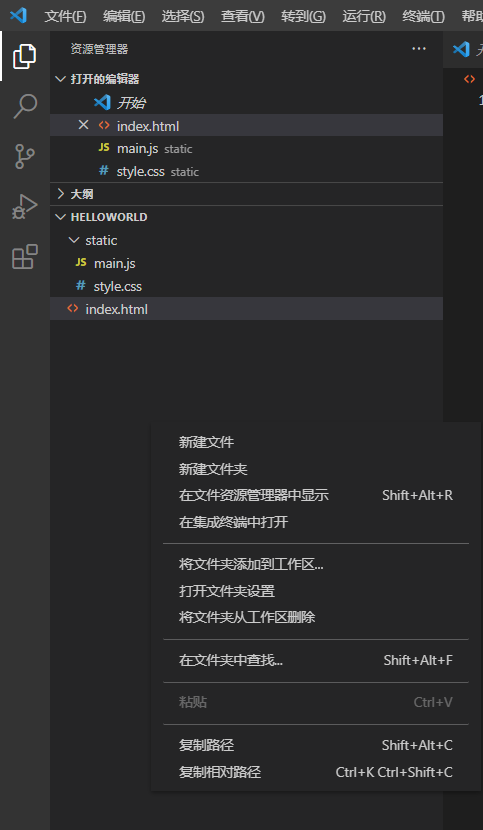 文件(F) 编辑(E) 选择(S) 查看(V) 转到(G) 运行(R) 终端(T) 帮助
资源管理器 ...
打开的编辑器
开始
<> index.html
JS main.js static
# style.css static
大纲
HELLOWORLD
static
JS main.js
# style.css
<> index.html
新建文件
新建文件夹
在文件资源管理器中显示 Shift+Alt+R
在集成终端中打开
将文件夹添加到工作区...
打开文件夹设置
将文件夹从工作区删除
在文件夹中查找... Shift+Alt+F
粘贴 Ctrl+V
复制路径 Shift+Alt+C
复制相对路径 Ctrl+K Ctrl+Shift+C